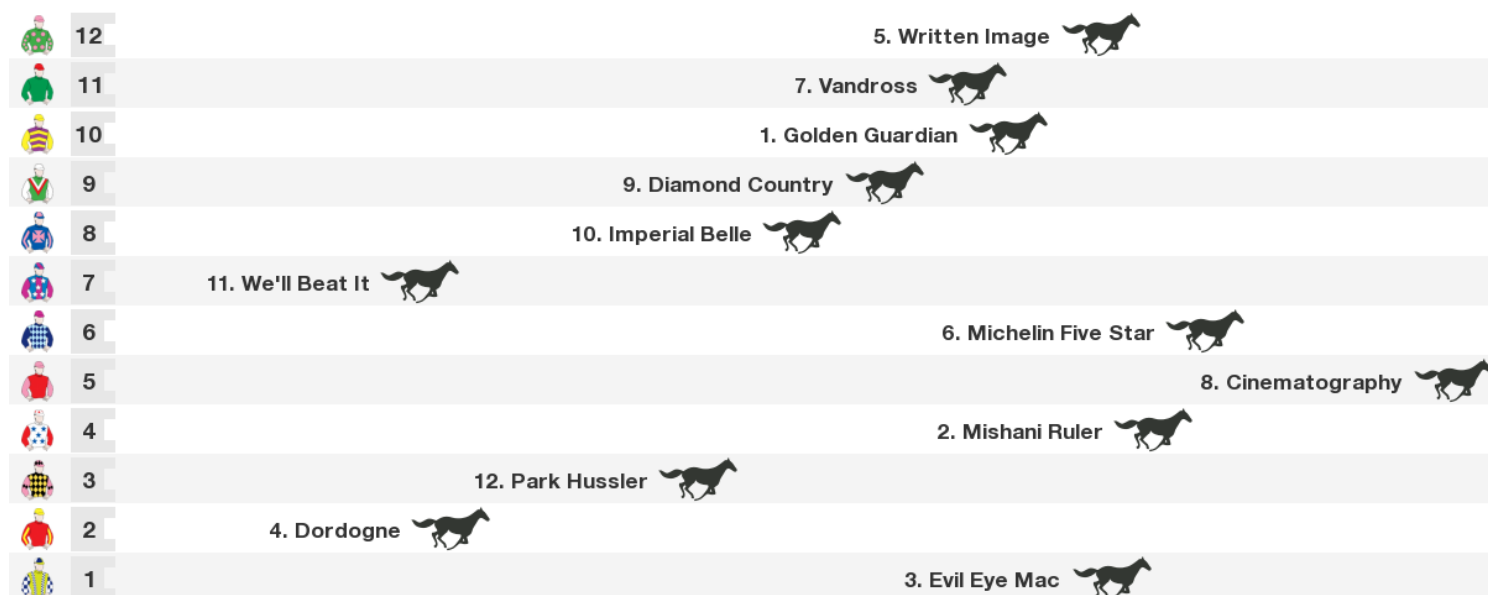 12 5. Written Image
11 7. Vandross
10 1. Golden Guardian
9 9. Diamond Country
8 10. Imperial Belle
7 11. We'll Beat It
6 6. Michelin Five Star
5 8. Cinematography
4 2. Mishani Ruler
3 12. Park Hussler
2 4. Dordogne
1 3. Evil Eye Mac